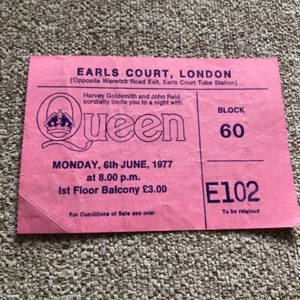 EARLS COURT, LONDON
(Opposite Warwick Road Exit, Earls Court Tube Station)
Harvey Goldsmith and John Reid
cordially invite you to a night with
Queen
MONDAY, 6th JUNE, 1977
at 8.00 p.m.
1st Floor Balcony £3.00
For Conditions of Sale see over
BLOCK
60
E102
To be retained